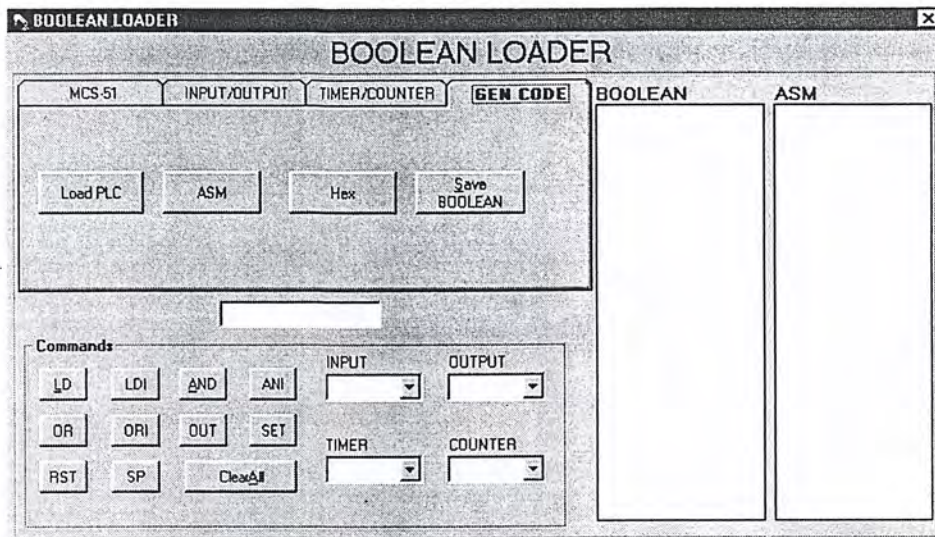 BOOLEAN LOADER
BOOLEAN LOADER
MCS-51 INPUT/OUTPUT TIMER/COUNTER GEN CODE
BOOLEAN ASM
Load PLC ASM Hex Save BOOLEAN
Commands
INPUT OUTPUT
LD LDI AND ANI
OR ORI OUT SET
TIMER COUNTER
RST SP ClearAll